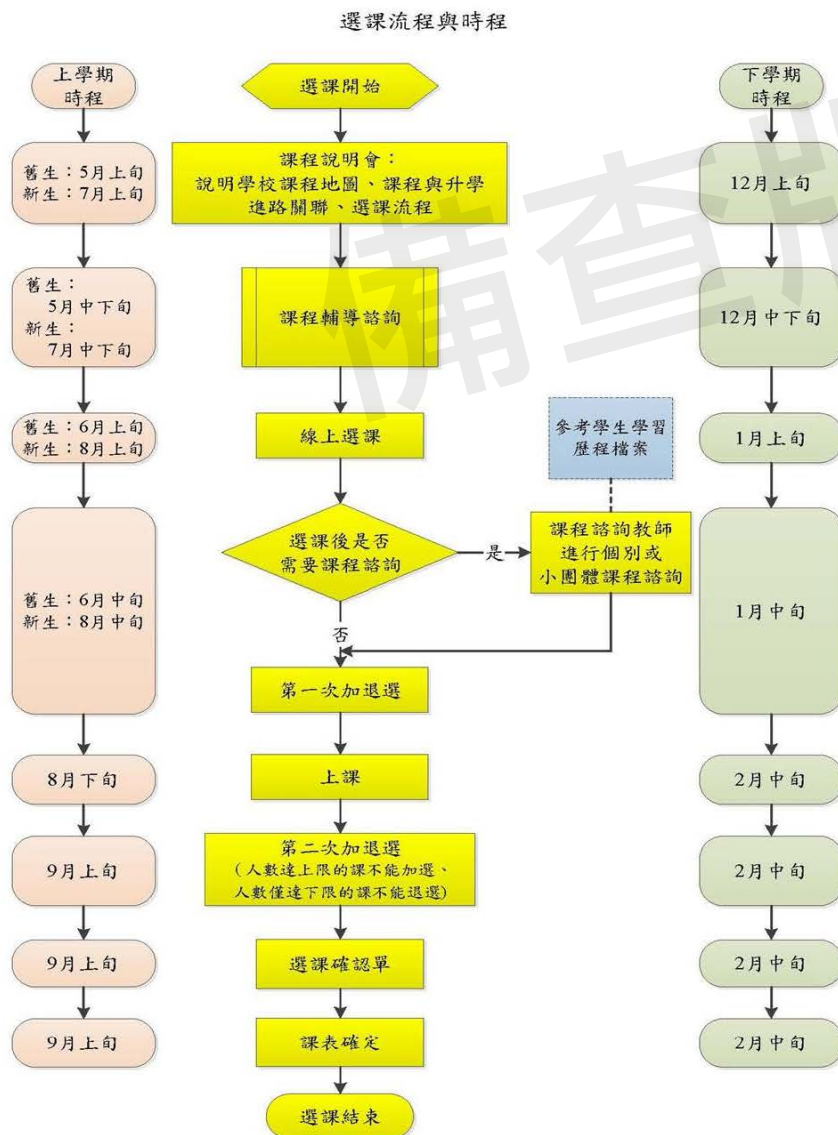 選課流程與時程
上學期
時程
舊生：5月上旬
新生：7月上旬
舊生：
5月中下旬
新生：
7月中下旬
舊生：6月上旬
新生：8月上旬
舊生：6月中旬
新生：8月中旬
8月下旬
9月上旬
9月上旬
9月上旬
選課開始
課程說明會：
說明學校課程地圖、課程與升學
進路關聯、選課流程
課程輔導諮詢
線上選課
選課後是否
需要課程諮詢
是
課程諮詢教師
進行個別或
小團體課程諮詢
參考學生學習
歷程檔案
否
第一次加退選
上課
第二次加退選
(人數達上限的課不能加選、
人數僅達下限的課不能退選)
選課確認單
課表確定
選課結束
下學期
時程
12月上旬
12月中下旬
1月上旬
1月中旬
2月中旬
2月中旬
2月中旬
2月中旬
備查版